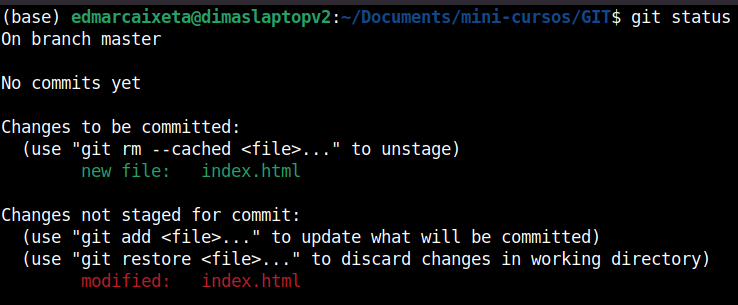 (base) edmarcaixeta@dimaslaptopv2:~/Documents/mini-cursos/GIT$ git status
On branch master
No commits yet
Changes to be committed:
(use "git rm --cached <file>..." to unstage)
new file: index.html
Changes not staged for commit:
(use "git add <file>..." to update what will be committed)
(use "git restore <file>..." to discard changes in working directory)
modified: index.html